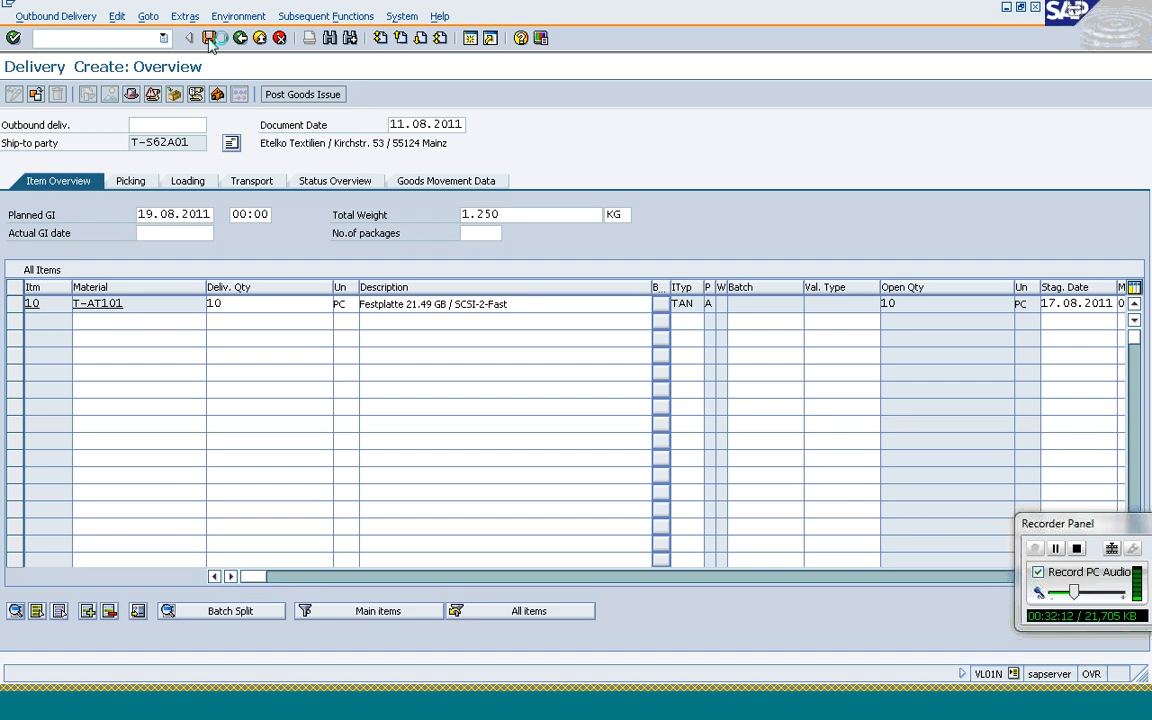 Outbound Delivery Edit Goto Extras Environment Subsequent Functions System Help
SAP
Delivery Create: Overview
Post Goods Issue
Outbound deliv. Document Date 11.08.2011
Ship-to party T-S62A01 Etelko Textilien / Kirchstr. 53 / 55124 Mainz
Item Overview Picking Loading Transport Status Overview Goods Movement Data
Planned GI 19.08.2011 00:00 Total Weight 1.250 KG
Actual GI date No.of packages
All Items
Itm Material Deliv. Qty Un Description B... ITyp P W Batch Val. Type Open Qty Un Stag. Date M
10 T-AT101 10 PC Festplatte 21.49 GB / SCSI-2-Fast TAN A 10 PC 17.08.2011 0
Recorder Panel
Record PC Audio
00:32:12 / 21,705 KB
Batch Split Main items All items
VL01N sapserver OVR